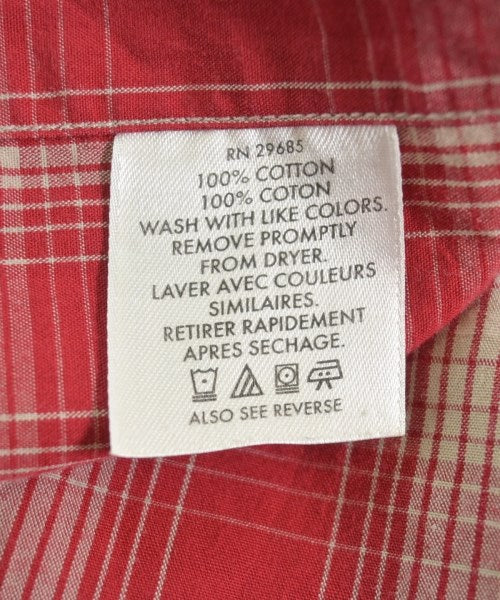 RN 29685
100% COTTON
100% COTON
WASH WITH LIKE COLORS.
REMOVE PROMPTLY
FROM DRYER.
LAVER AVEC COULEURS
SIMILAIRES.
RETIRER RAPIDEMENT
APRES SECHAGE.
ALSO SEE REVERSE